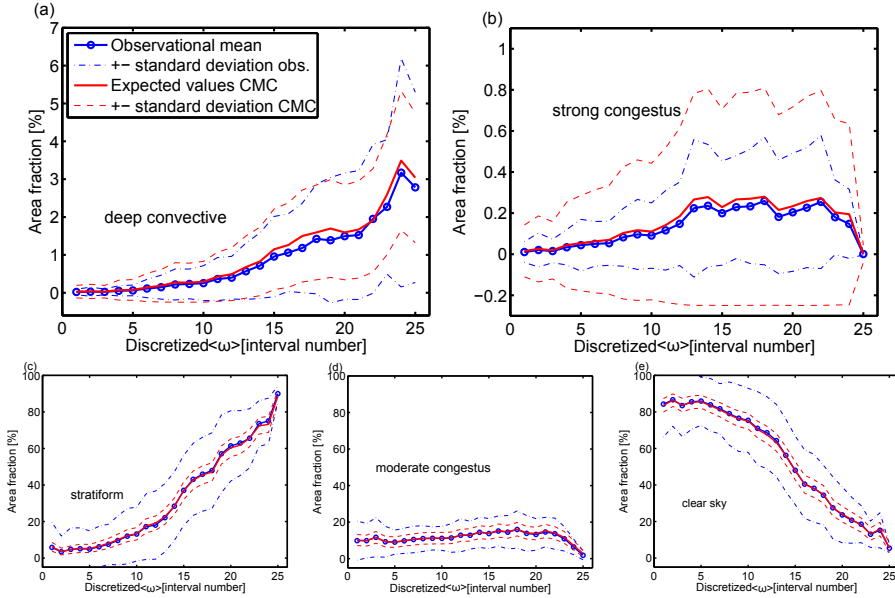 (a)
Observational mean
+− standard deviation obs.
Expected values CMC
+− standard deviation CMC
deep convective
Area fraction [%]
7
6
5
4
3
2
1
0
0 5 10 15 20 25
Discretized<ω>[interval number]
(b)
strong congestus
Area fraction [%]
1
0.8
0.6
0.4
0.2
0
−0.2
0 5 10 15 20 25
Discretized<ω>[interval number]
(c)
stratiform
Area fraction [%]
100
80
60
40
20
0
0 5 10 15 20 25 30
Discretized<ω>[interval number]
(d)
moderate congestus
Area fraction [%]
100
80
60
40
20
0
0 5 10 15 20 25 30
Discretized<ω>[interval number]
(e)
clear sky
Area fraction [%]
100
80
60
40
20
0
0 5 10 15 20 25
Discretized<ω>[interval number]